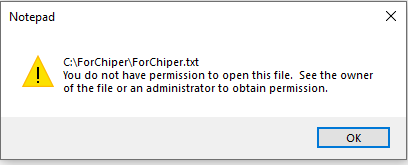 Notepad
C:\ForChiper\ForChiper.txt
You do not have permission to open this file.  See the owner
of the file or an administrator to obtain permission.
OK